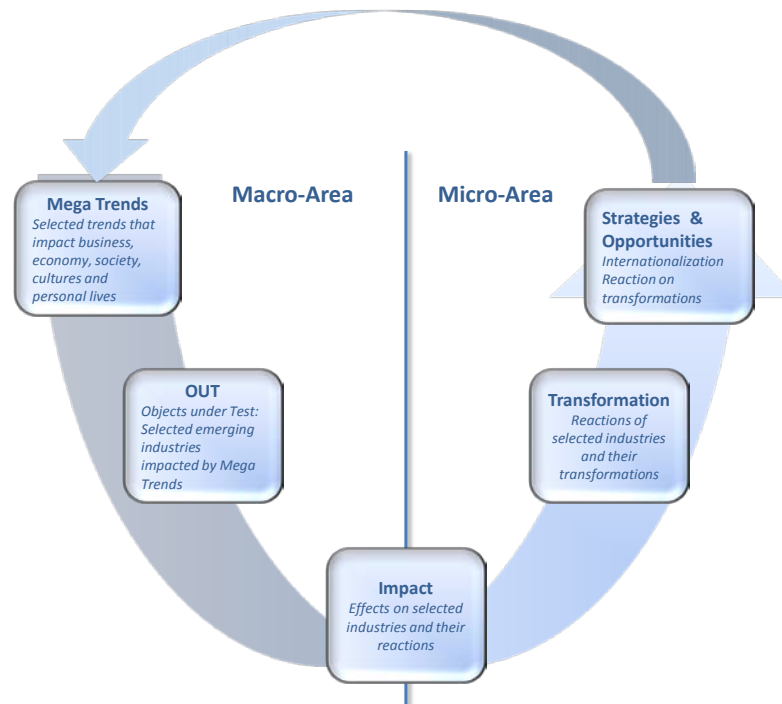 Macro-Area
Micro-Area
Mega Trends
Selected trends that
impact business,
economy, society,
cultures and
personal lives
OUT
Objects under Test:
Selected emerging
industries
impacted by Mega
Trends
Impact
Effects on selected
industries and their
reactions
Transformation
Reactions of
selected industries
and their
transformations
Strategies &
Opportunities
Internationalization
Reaction on
transformations